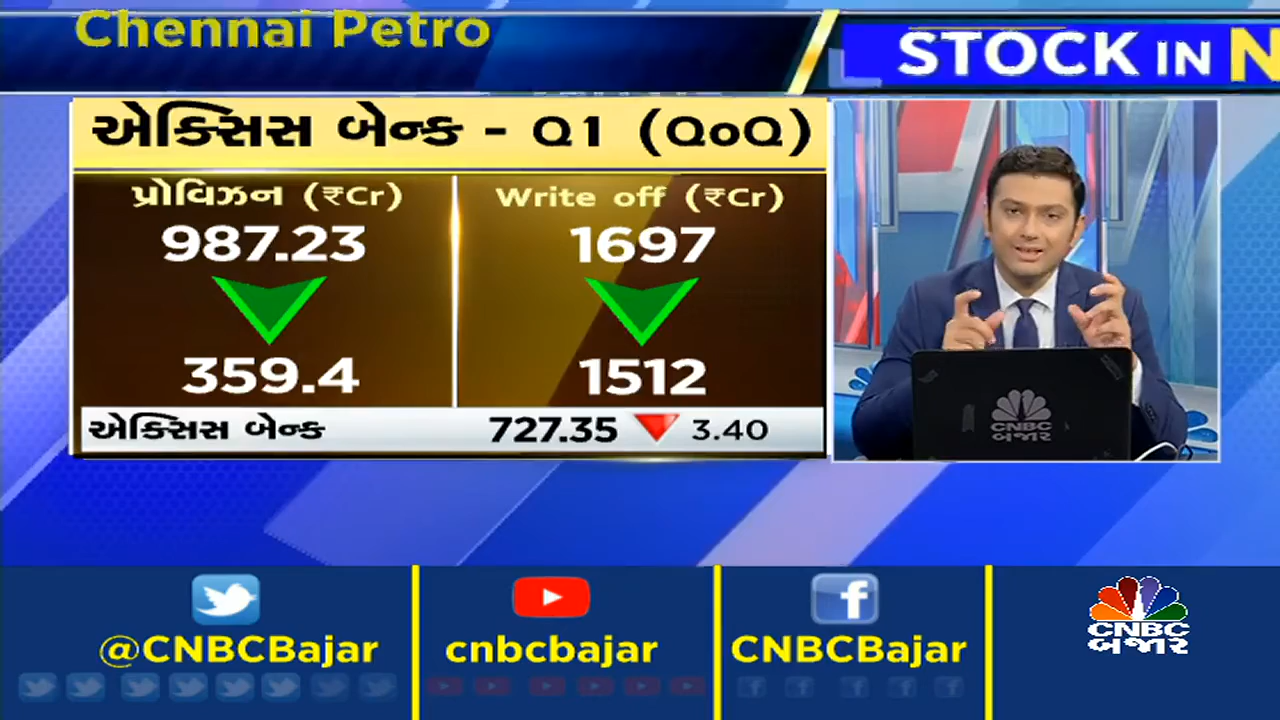 Chennai Petro
STOCK IN N
એક્સિસ બેન્ક - Q1 (QoQ)
પ્રોવિઝન (₹Cr)
987.23
359.4
Write off (₹Cr)
1697
1512
એક્સિસ બેન્ક 727.35 3.40
CNBC
બજાર
@CNBCBajar
cnbcbajar
CNBCBajar
CNBC
બજાર